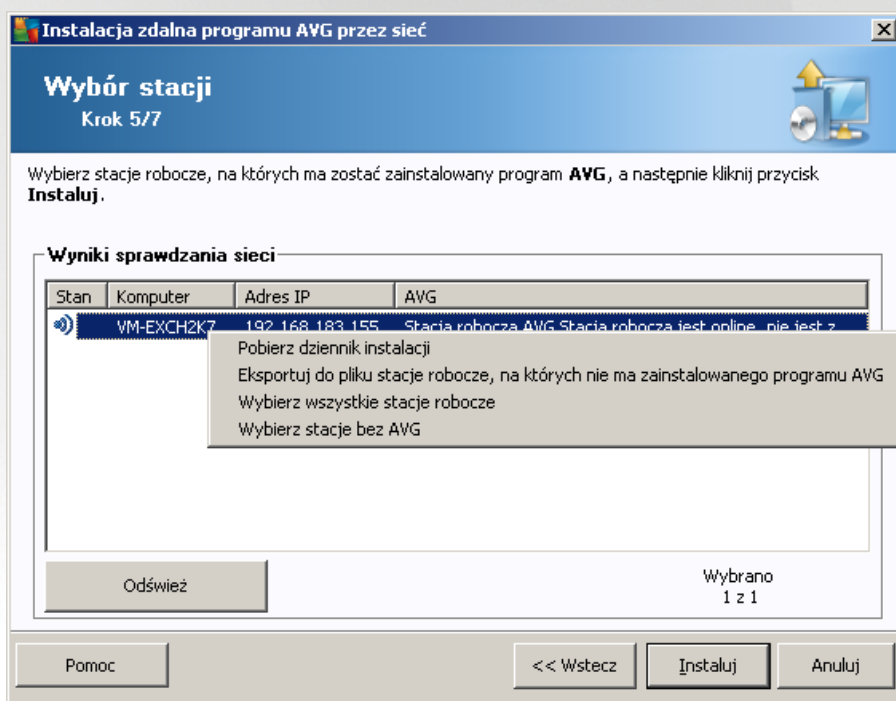 Instalacja zdalna programu AVG przez sieć
Wybór stacji
Krok 5/7
Wybierz stacje robocze, na których ma zostać zainstalowany program AVG, a następnie kliknij przycisk
Instaluj.
Wyniki sprawdzania sieci
Stan Komputer Adres IP AVG
VM-EXCH2K7 192.168.183.155 Stacja robocza AVG Stacja robocza jest online, nie jest z
Pobierz dziennik instalacji
Eksportuj do pliku stacje robocze, na których nie ma zainstalowanego programu AVG
Wybierz wszystkie stacje robocze
Wybierz stacje bez AVG
Odśwież
Wybrano
1 z 1
Pomoc << Wstecz Instaluj Anuluj